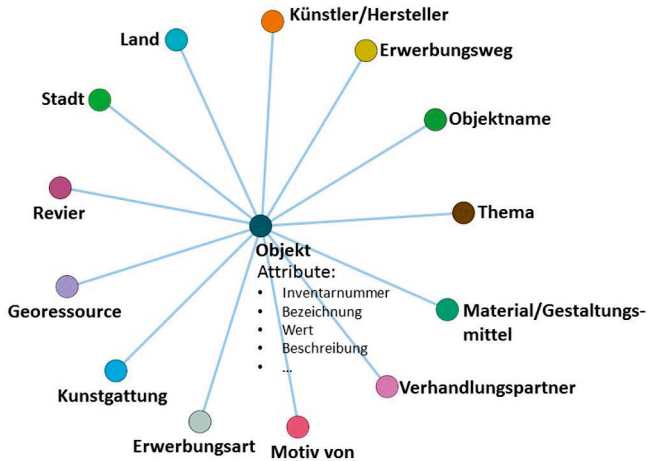 Künstler/Hersteller
Land
Erwerbungsweg
Stadt
Objektname
Revier
Thema
Objekt
Attribute:
• Inventarnummer
• Bezeichnung
• Wert
• Beschreibung
• ...
Georessource
Material/Gestaltungs-
mittel
Kunstgattung
Verhandlungspartner
Erwerbungsart
Motiv von